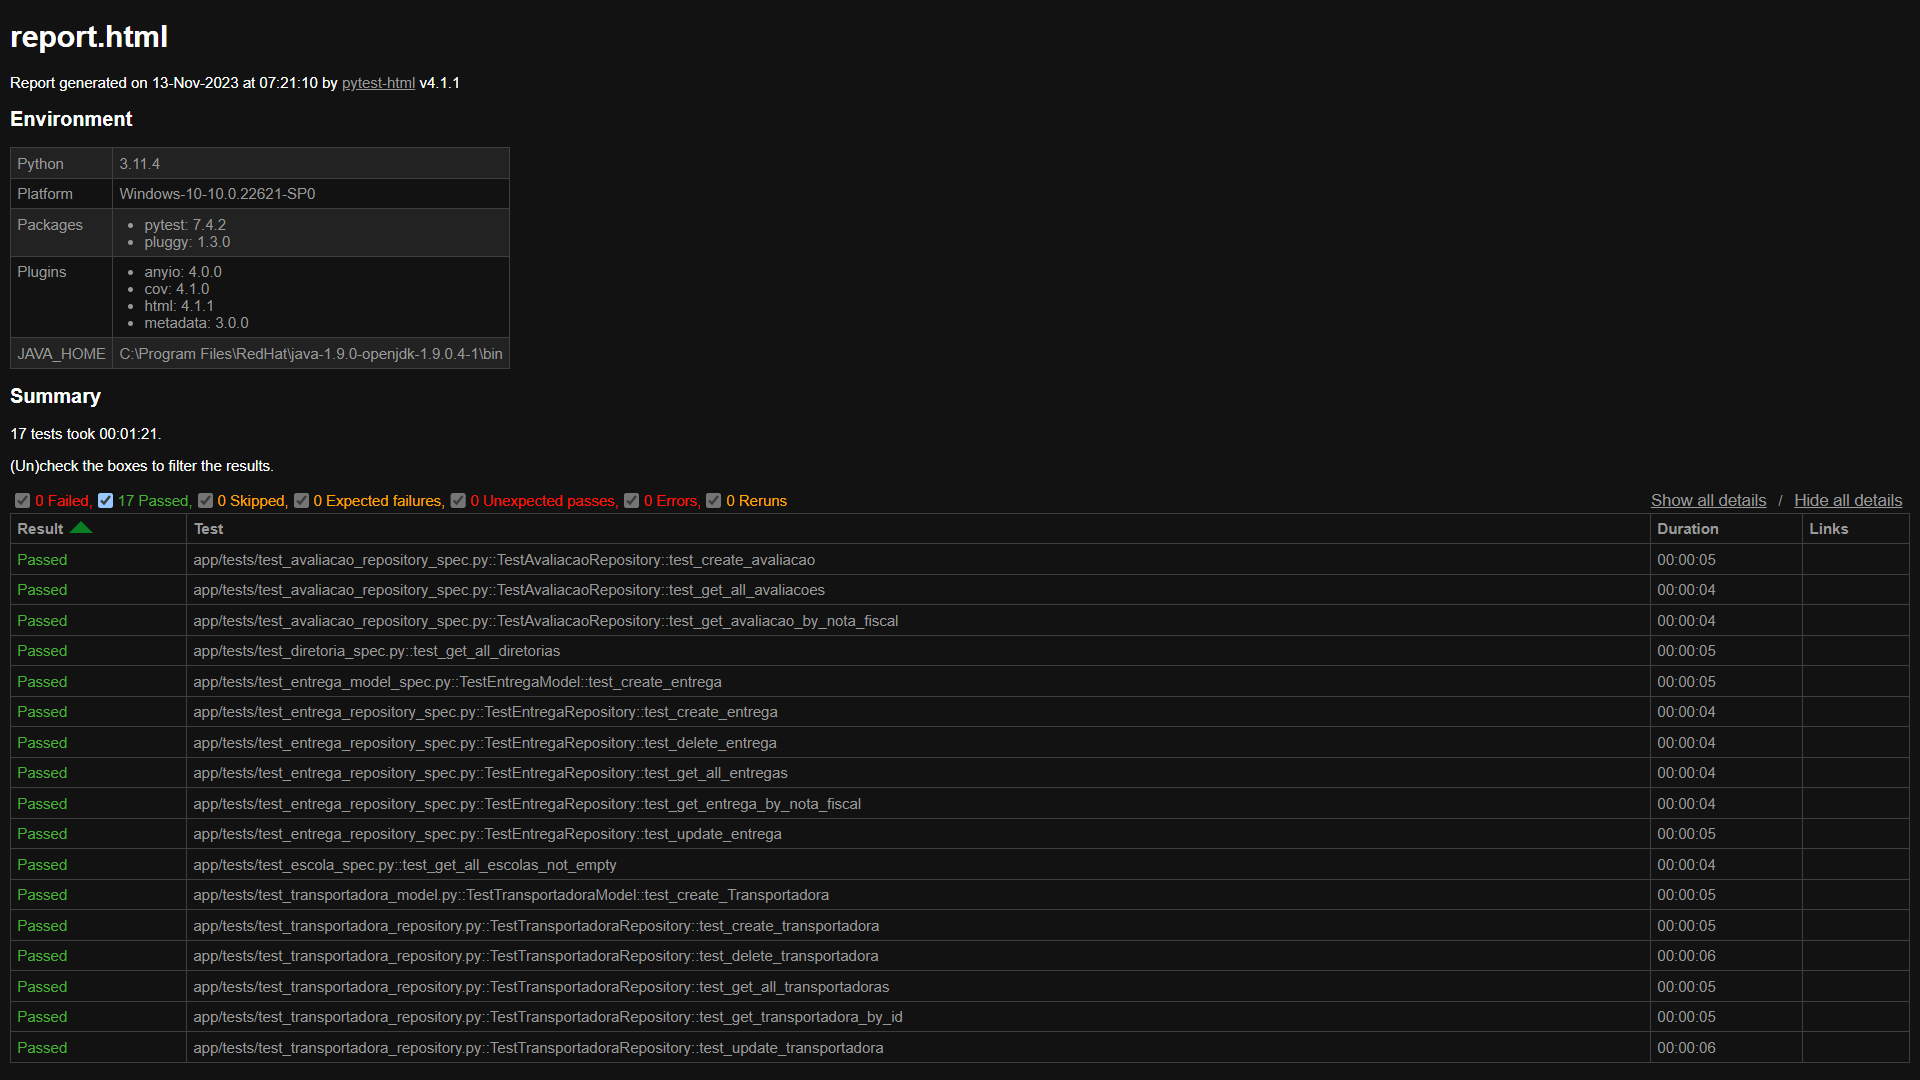 report.html
Report generated on 13-Nov-2023 at 07:21:10 by pytest-html v4.1.1
Environment
Python 3.11.4
Platform Windows-10-10.0.22621-SP0
Packages
pytest: 7.4.2
pluggy: 1.3.0
Plugins
anyio: 4.0.0
cov: 4.1.0
html: 4.1.1
metadata: 3.0.0
JAVA_HOME C:\Program Files\RedHat\java-1.9.0-openjdk-1.9.0.4-1\bin
Summary
17 tests took 00:01:21.
(Un)check the boxes to filter the results.
0 Failed, 17 Passed, 0 Skipped, 0 Expected failures, 0 Unexpected passes, 0 Errors, 0 Reruns Show all details / Hide all details
Result Test Duration Links
Passed app/tests/test_avaliacao_repository_spec.py::TestAvaliacaoRepository::test_create_avaliacao 00:00:05
Passed app/tests/test_avaliacao_repository_spec.py::TestAvaliacaoRepository::test_get_all_avaliacoes 00:00:04
Passed app/tests/test_avaliacao_repository_spec.py::TestAvaliacaoRepository::test_get_avaliacao_by_nota_fiscal 00:00:04
Passed app/tests/test_diretoria_spec.py::test_get_all_diretorias 00:00:05
Passed app/tests/test_entrega_model_spec.py::TestEntregaModel::test_create_entrega 00:00:05
Passed app/tests/test_entrega_repository_spec.py::TestEntregaRepository::test_create_entrega 00:00:04
Passed app/tests/test_entrega_repository_spec.py::TestEntregaRepository::test_delete_entrega 00:00:04
Passed app/tests/test_entrega_repository_spec.py::TestEntregaRepository::test_get_all_entregas 00:00:04
Passed app/tests/test_entrega_repository_spec.py::TestEntregaRepository::test_get_entrega_by_nota_fiscal 00:00:04
Passed app/tests/test_entrega_repository_spec.py::TestEntregaRepository::test_update_entrega 00:00:05
Passed app/tests/test_escola_spec.py::test_get_all_escolas_not_empty 00:00:04
Passed app/tests/test_transportadora_model.py::TestTransportadoraModel::test_create_Transportadora 00:00:05
Passed app/tests/test_transportadora_repository.py::TestTransportadoraRepository::test_create_transportadora 00:00:05
Passed app/tests/test_transportadora_repository.py::TestTransportadoraRepository::test_delete_transportadora 00:00:06
Passed app/tests/test_transportadora_repository.py::TestTransportadoraRepository::test_get_all_transportadoras 00:00:05
Passed app/tests/test_transportadora_repository.py::TestTransportadoraRepository::test_get_transportadora_by_id 00:00:05
Passed app/tests/test_transportadora_repository.py::TestTransportadoraRepository::test_update_transportadora 00:00:06